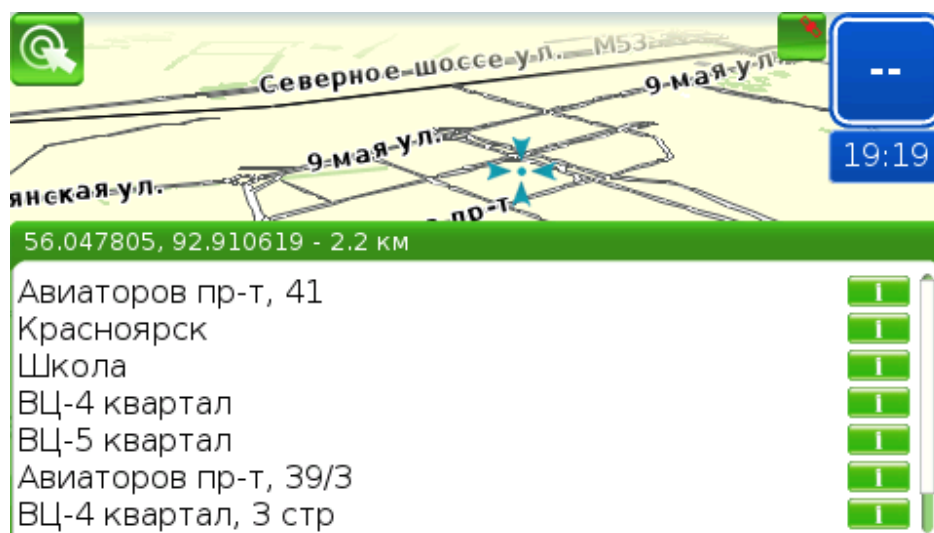 Северное шоссе ул. М53
9 мая ул.
--
9 мая ул.
19:19
янская ул.
о пр-т
56.047805, 92.910619 - 2.2 км
Авиаторов пр-т, 41
i
Красноярск
i
Школа
i
ВЦ-4 квартал
i
ВЦ-5 квартал
i
Авиаторов пр-т, 39/3
i
ВЦ-4 квартал, 3 стр
i